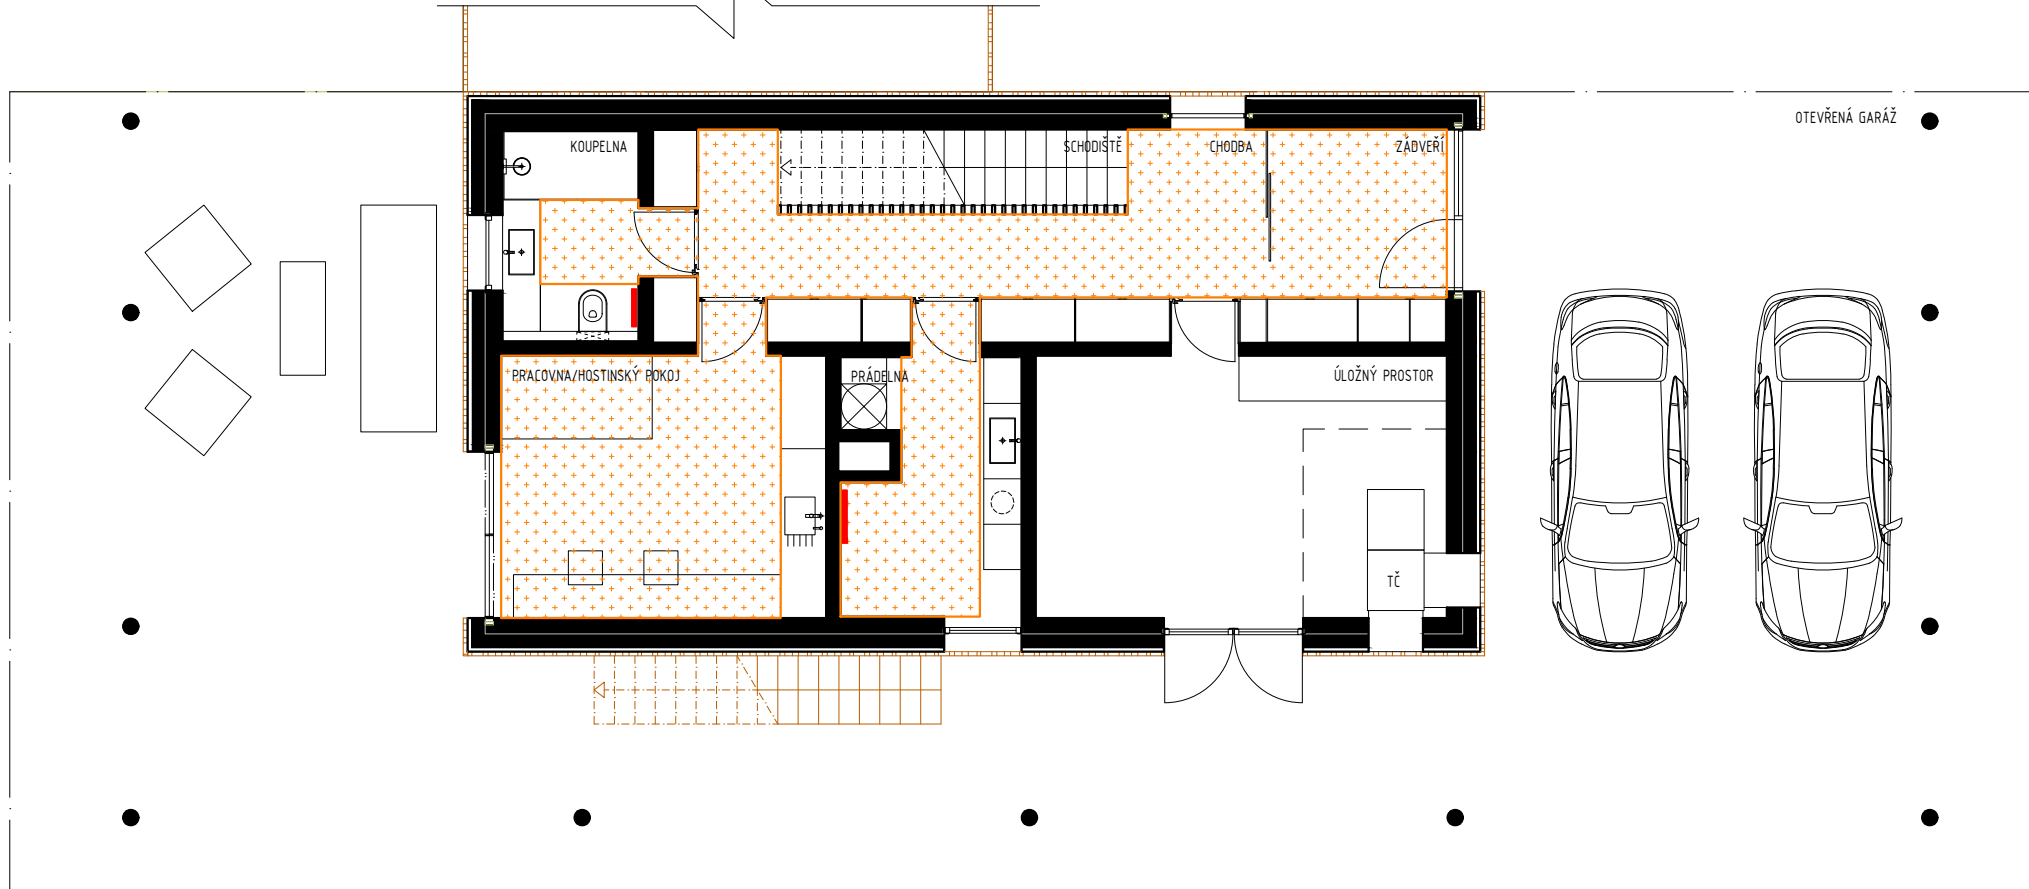 OTEVŘENÁ GARÁŽ
KOUPELNA
SCHODIŠTĚ
CHODBA
ZÁDVEŘÍ
PRACOVNA/HOSTINSKÝ POKOJ
PRÁDELNA
ÚLOŽNÝ PROSTOR
TČ